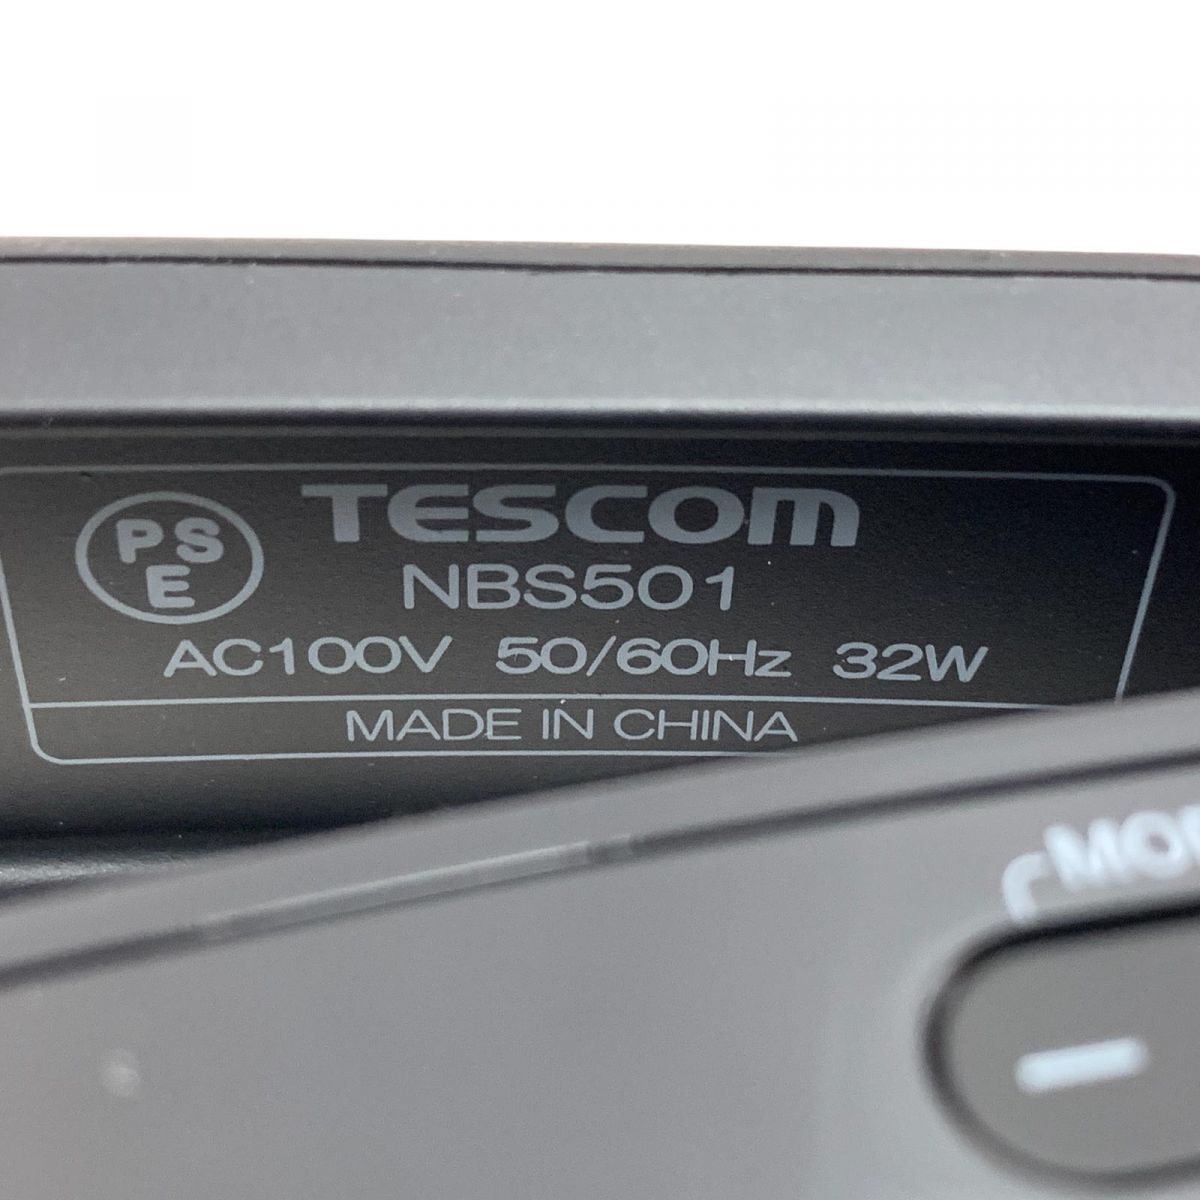 PS
E
TESCOM
NBS501
AC100V 50/60Hz 32W
MADE IN CHINA